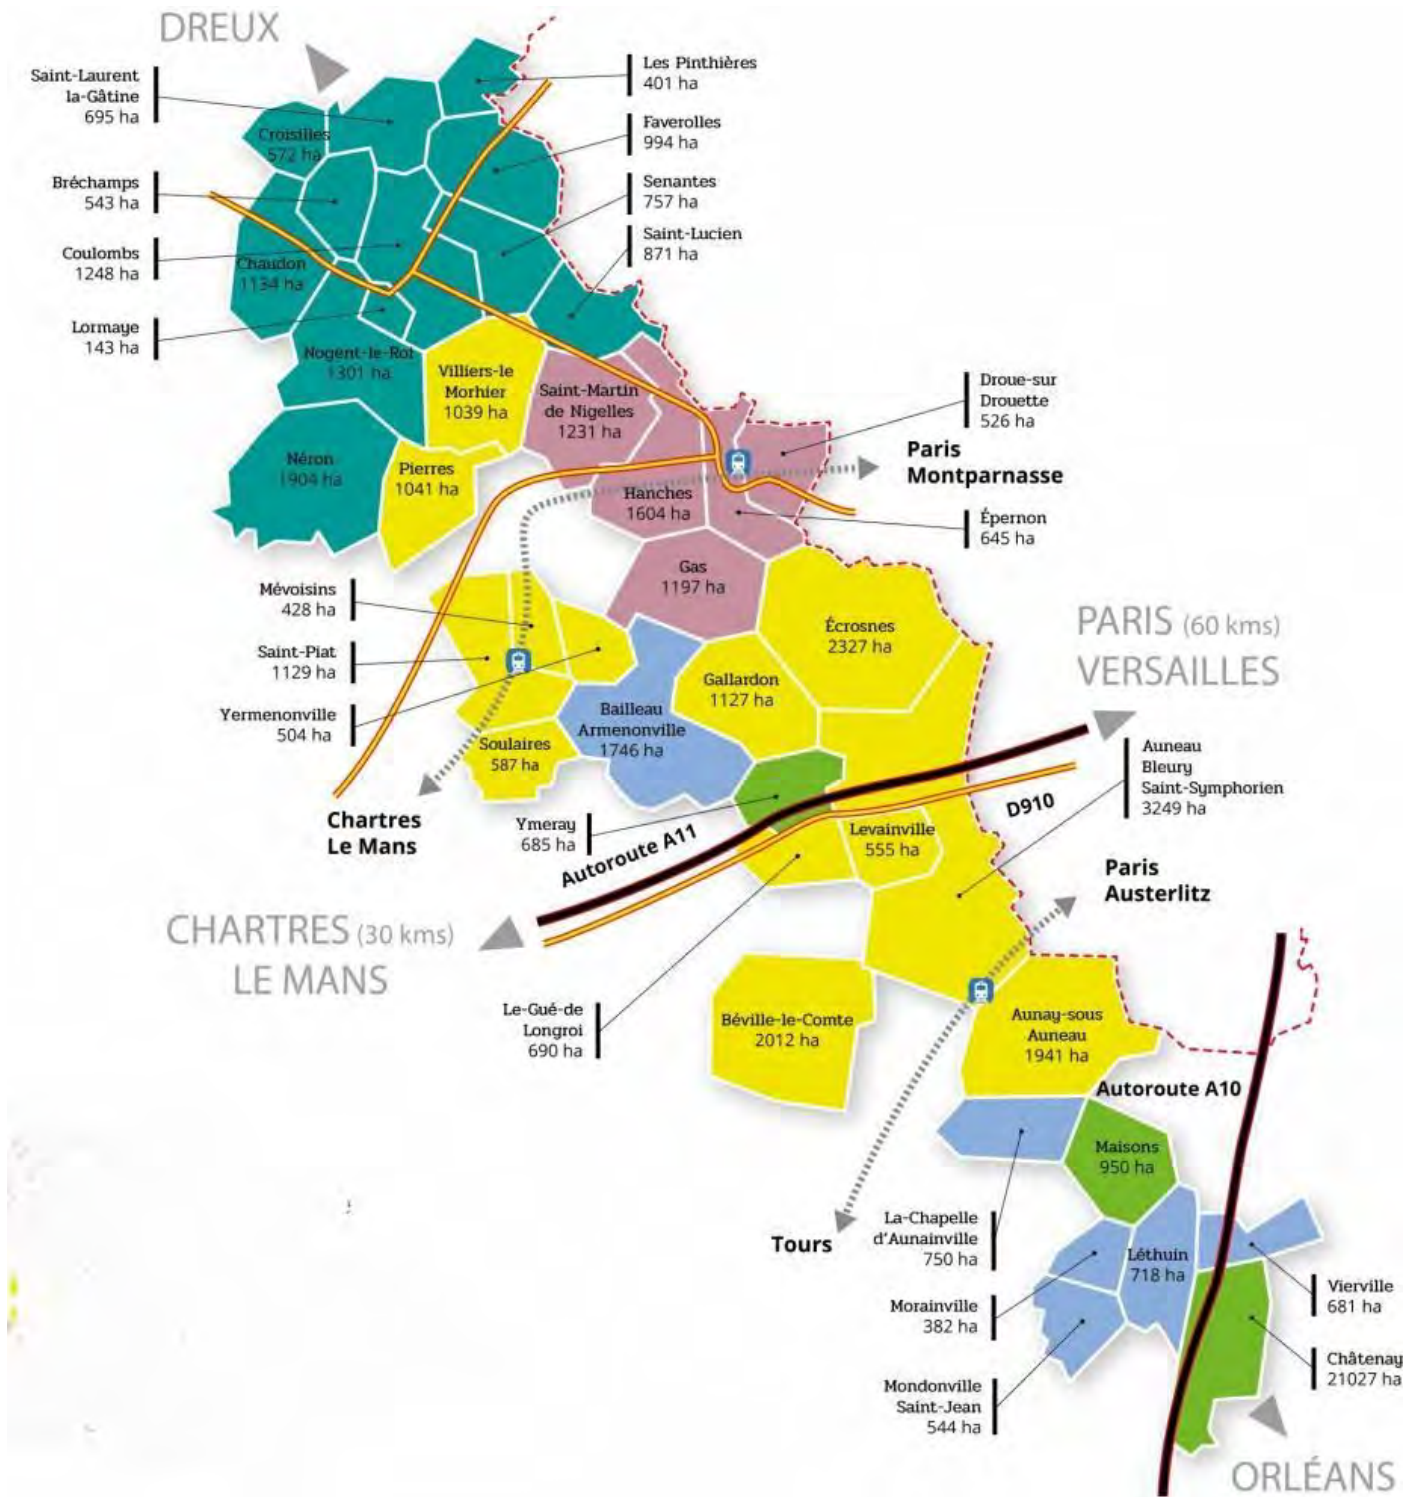 DREUX
Saint-Laurent
la-Gâtine
695 ha
Les Pinthières
401 ha
Croisilles
572 ha
Faverolles
994 ha
Bréchamps
543 ha
Senantes
757 ha
Coulombs
1248 ha
Saint-Lucien
871 ha
Chaudon
1134 ha
Lormaye
143 ha
Nogent-le-Roi
1301 ha
Villiers-le
Morhier
1039 ha
Saint-Martin
de Nigelles
1231 ha
Droue-sur
Drouette
526 ha
Néron
1904 ha
Pierres
1041 ha
Paris
Montparnasse
Hanches
1604 ha
Épernon
645 ha
Gas
1197 ha
Mévoisins
428 ha
Saint-Piat
1129 ha
Yermenonville
504 ha
Écrosnes
2327 ha
PARIS (60 kms)
VERSAILLES
Gallardon
1127 ha
Bailleau
Armenonville
1746 ha
Soulaires
587 ha
Auneau
Bleury
Saint-Symphorien
3249 ha
Chartres
Le Mans
Ymeray
685 ha
Autoroute A11
D910
Levainville
555 ha
Paris
Austerlitz
CHARTRES (30 kms)
LE MANS
Le-Gué-de
Longroi
690 ha
Béville-le-Comte
2012 ha
Aunay-sous
Auneau
1941 ha
Autoroute A10
Maisons
950 ha
Tours
La-Chapelle
d'Aunainville
750 ha
Léthuin
718 ha
Morainville
382 ha
Vierville
681 ha
Mondonville
Saint-Jean
544 ha
Châtenay
21027 ha
ORLÉANS